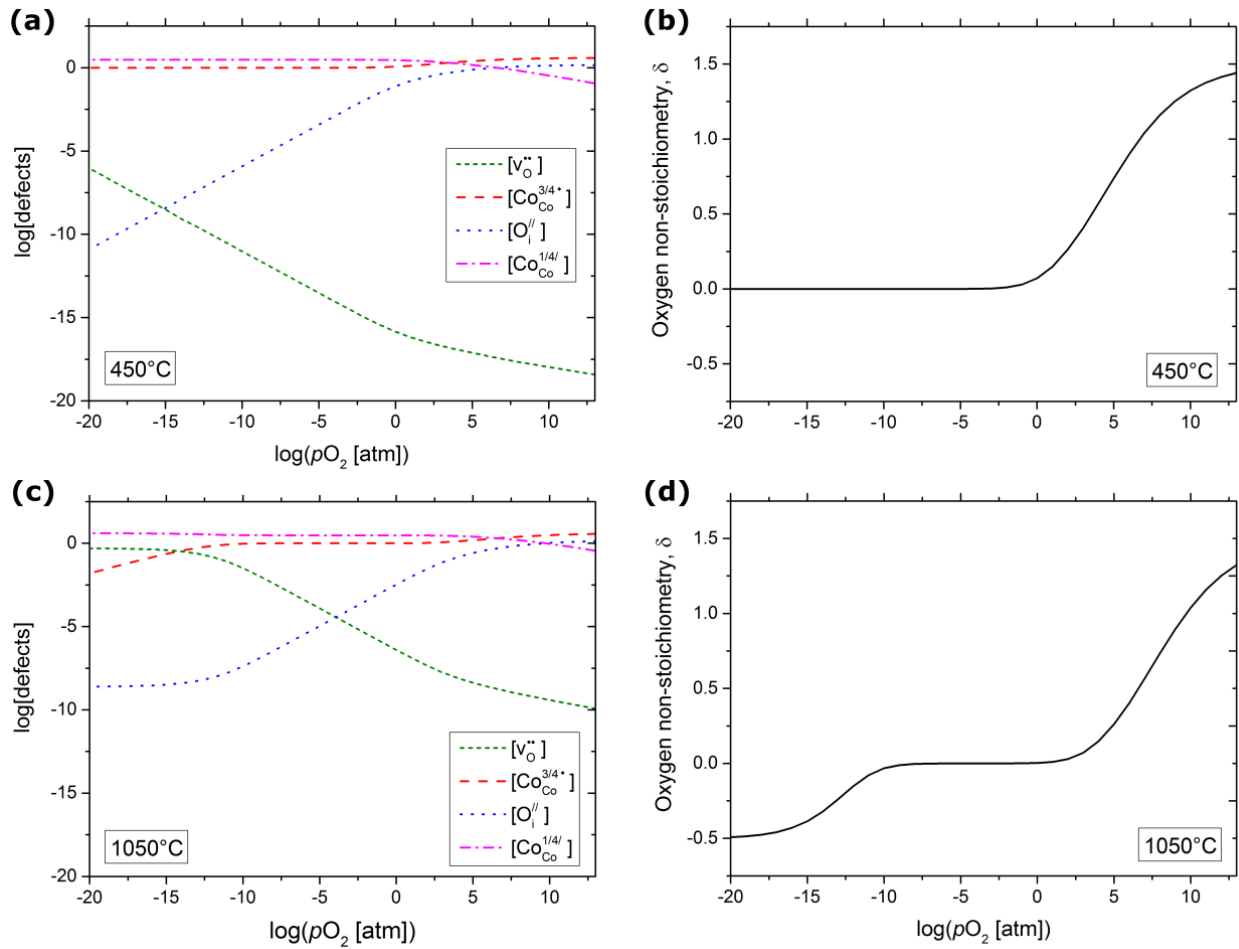 (a)
0
-5
-10
-15
-20
log[defects]
[v_O^••]
[Co_Co^3/4•]
[O_i^//]
[Co_Co^1/4/]
450°C
-20 -15 -10 -5 0 5 10
log(pO₂ [atm])
(b)
1.5
1.0
0.5
0.0
-0.5
Oxygen non-stoichiometry, δ
450°C
-20 -15 -10 -5 0 5 10
(c)
0
-5
-10
-15
-20
log[defects]
[v_O^••]
[Co_Co^3/4•]
[O_i^//]
[Co_Co^1/4/]
1050°C
-20 -15 -10 -5 0 5 10
log(pO₂ [atm])
(d)
1.5
1.0
0.5
0.0
-0.5
Oxygen non-stoichiometry, δ
1050°C
-20 -15 -10 -5 0 5 10
log(pO₂ [atm])